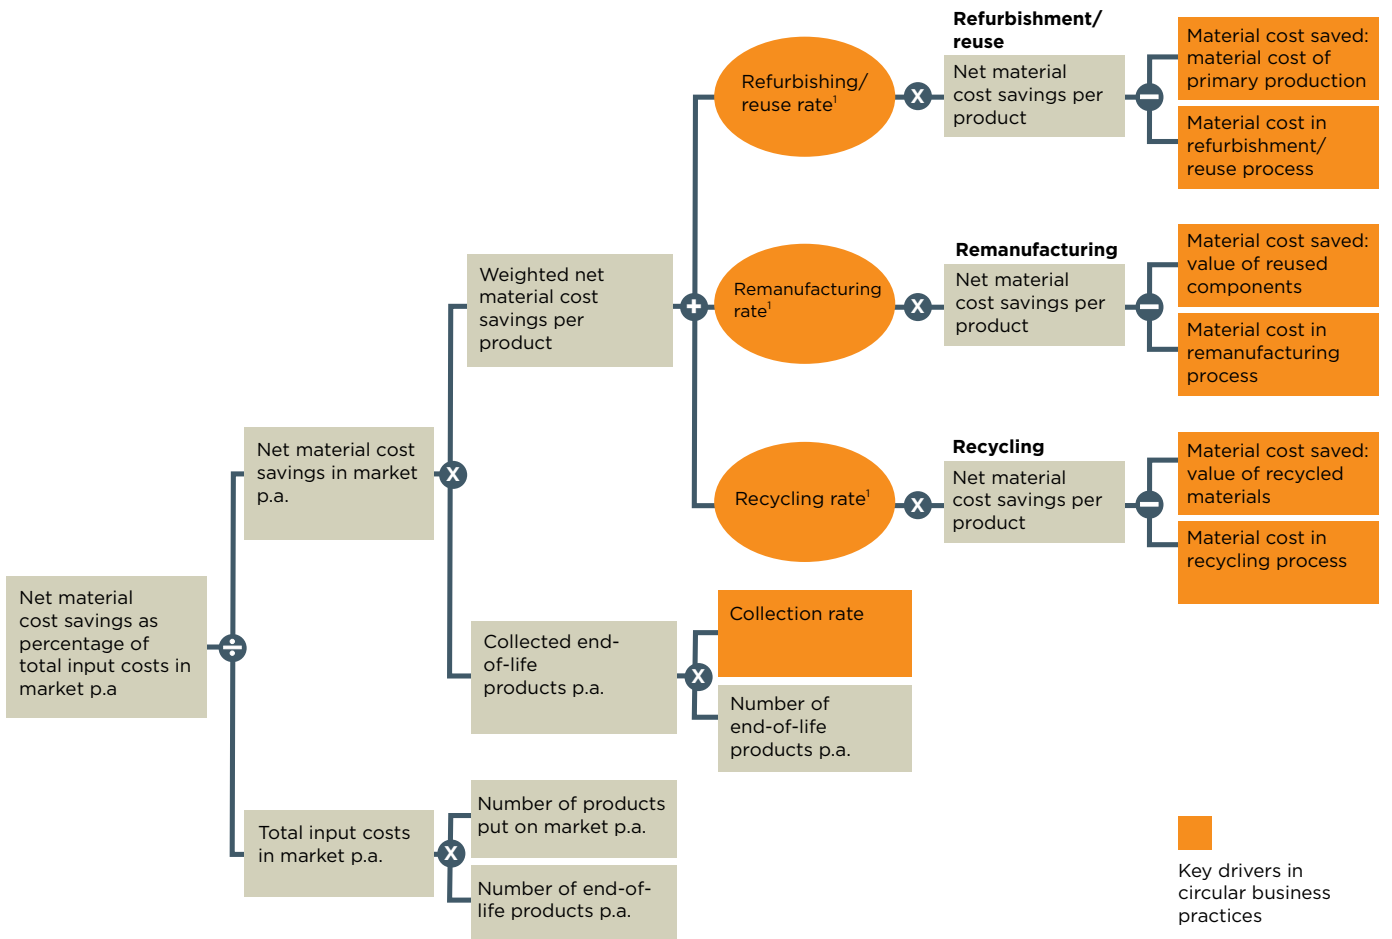 Refurbishment/
reuse
Refurbishing/
reuse rate¹
X
Net material
cost savings per
product
−
Material cost saved:
material cost of
primary production
Material cost in
refurbishment/
reuse process
Remanufacturing
Weighted net
material cost
savings per
product
+
Remanufacturing
rate¹
X
Net material
cost savings per
product
−
Material cost saved:
value of reused
components
Material cost in
remanufacturing
process
Recycling
Net material cost
savings in market
p.a.
X
Recycling rate¹
X
Net material
cost savings per
product
−
Material cost saved:
value of recycled
materials
Material cost in
recycling process
Net material
cost savings as
percentage of
total input costs in
market p.a
÷
Collected end-
of-life
products p.a.
X
Collection rate
Number of
end-of-life
products p.a.
Total input costs
in market p.a.
X
Number of products
put on market p.a.
Number of end-of-
life products p.a.
Key drivers in
circular business
practices